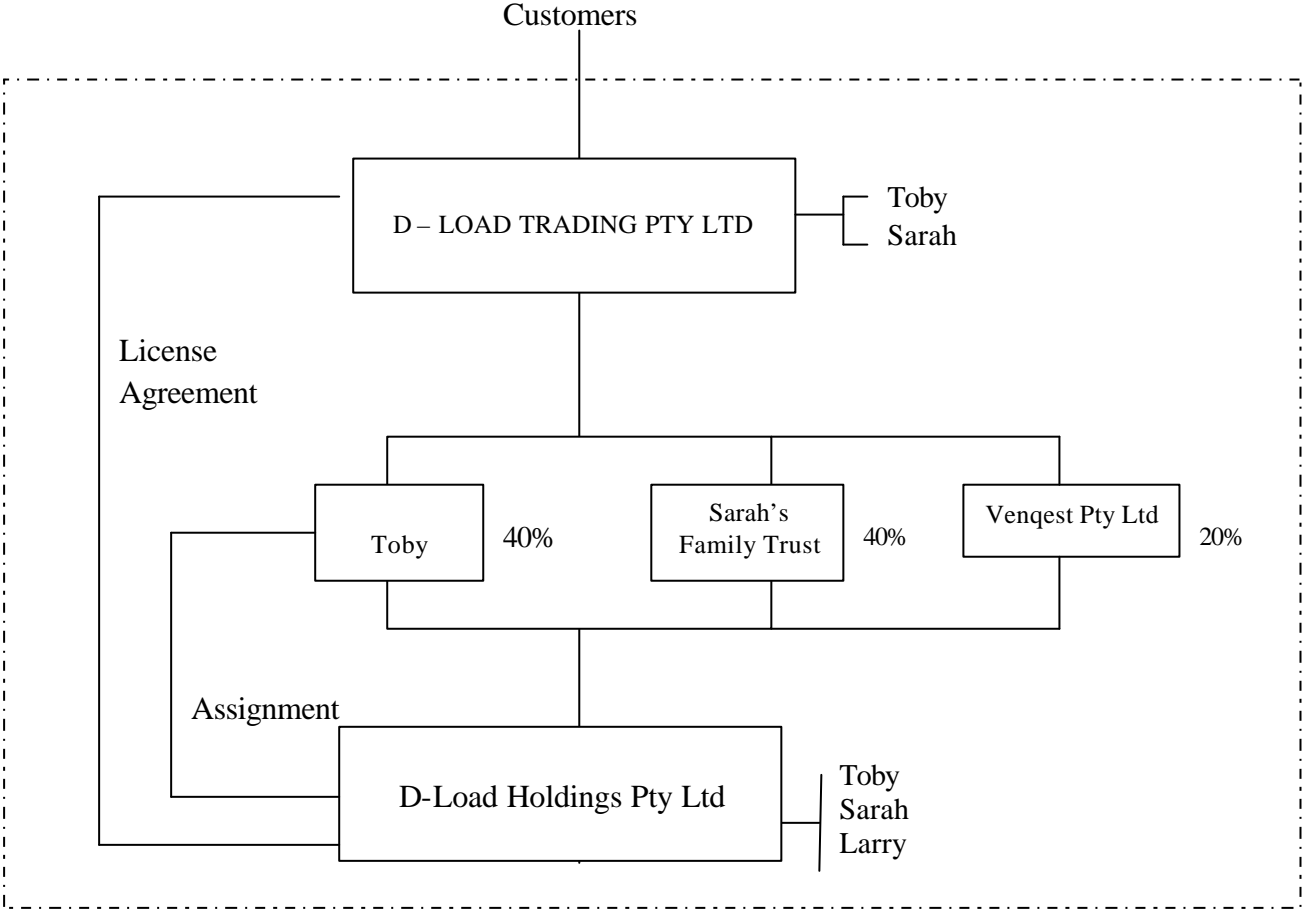 Customers
D – LOAD TRADING PTY LTD
Toby
Sarah
License
Agreement
Toby
40%
Sarah's
Family Trust
40%
Venqest Pty Ltd
20%
Assignment
D-Load Holdings Pty Ltd
Toby
Sarah
Larry